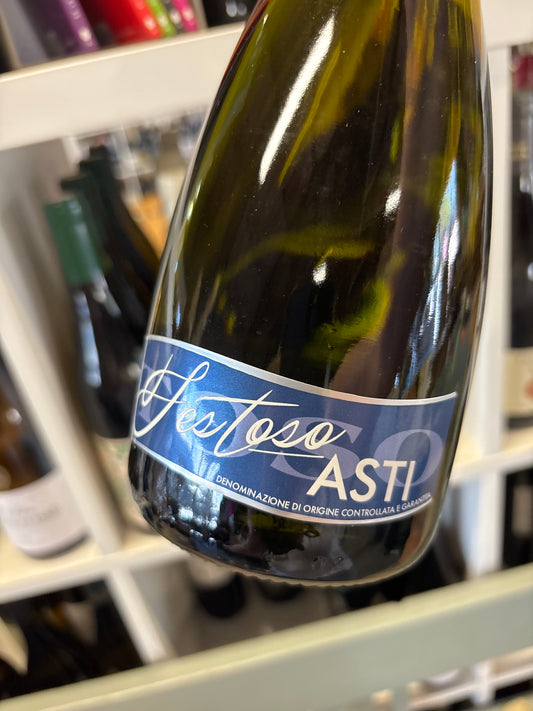 Festoso
ASTI
DENOMINAZIONE DI ORIGINE CONTROLLATA E GARANTITA